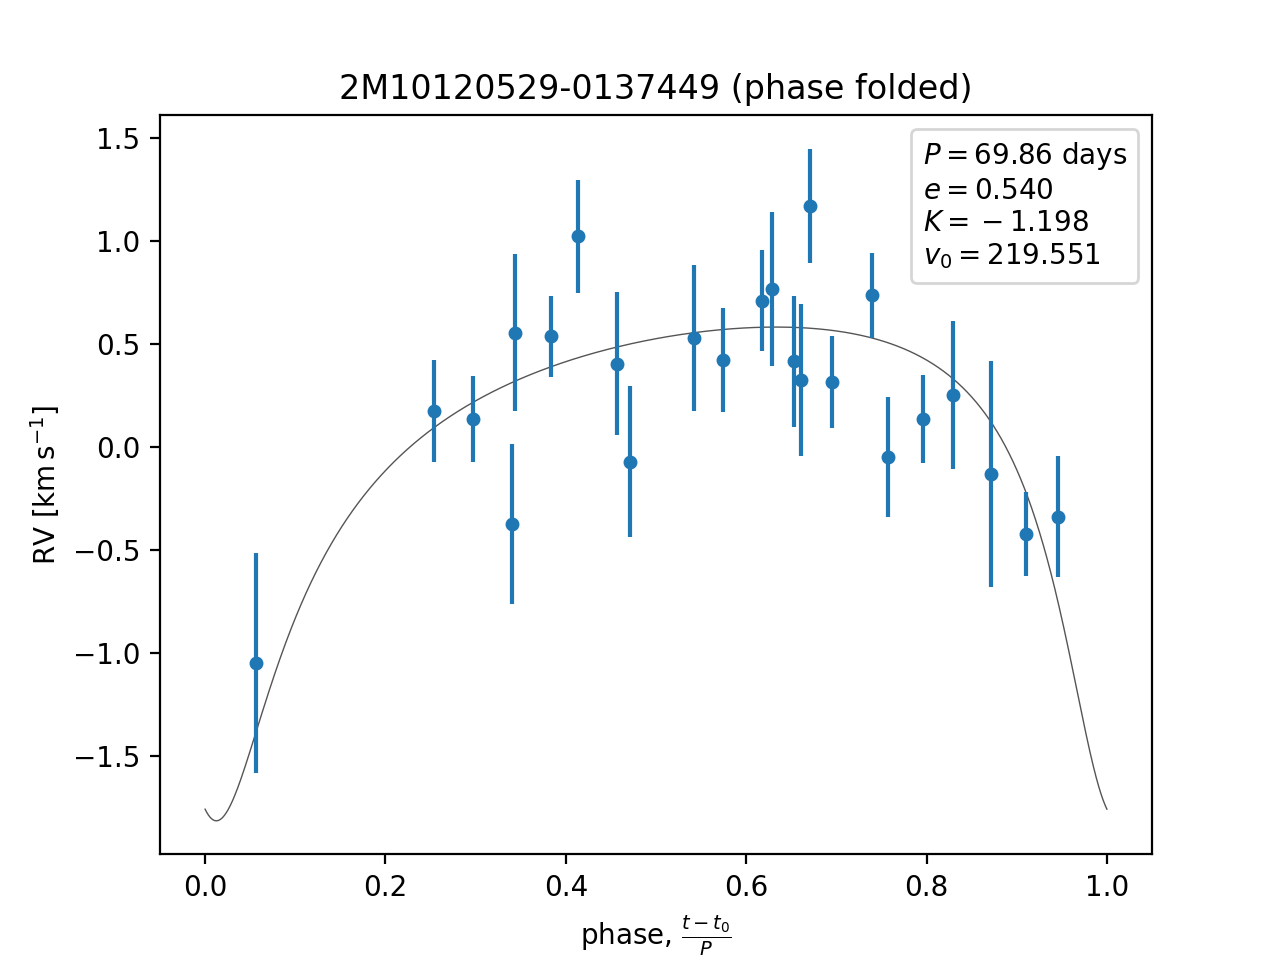 2M10120529-0137449 (phase folded)
P = 69.86 days
e = 0.540
K = −1.198
v₀ = 219.551
1.5
1.0
0.5
0.0
−0.5
−1.0
−1.5
RV [km s⁻¹]
0.0 0.2 0.4 0.6 0.8 1.0
phase, (t − t₀)/P